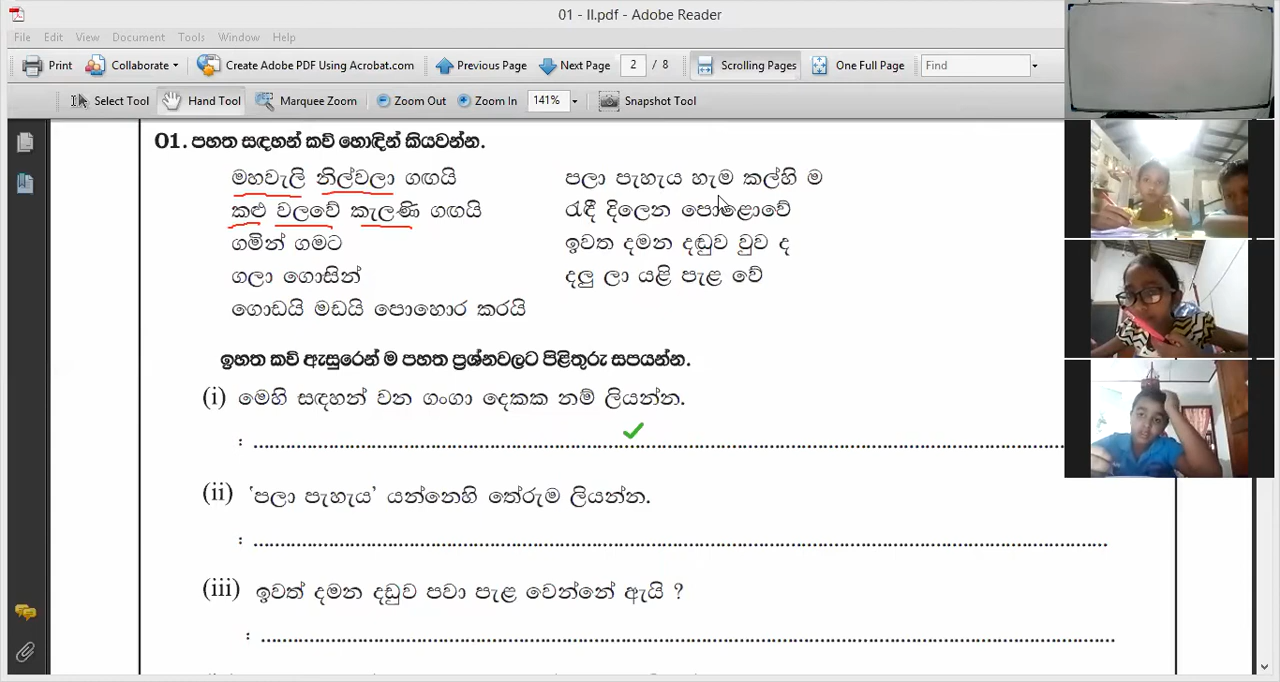 01 - II.pdf - Adobe Reader
File Edit View Document Tools Window Help
Print Collaborate Create Adobe PDF Using Acrobat.com Previous Page Next Page 2 / 8 Scrolling Pages One Full Page Find
Select Tool Hand Tool Marquee Zoom Zoom Out Zoom In 141% Snapshot Tool
01. පහත සඳහන් කවි හොඳින් කියවන්න.
මහවැලි නිල්වලා ගඟයි
කළු වලවේ කැලණි ගඟයි
ගමින් ගමට
ගලා ගොසින්
ගොඩයි මඩයි පොහොර කරයි
පලා පැහැය හැම කල්හි ම
රැඳී දිලෙන පොළොවේ
ඉවත දමන දඬුව වුව ද
දලු ලා යළි පැළ වේ
ඉහත කවි ඇසුරෙන් ම පහත ප්‍රශ්නවලට පිළිතුරු සපයන්න.
(i) මෙහි සඳහන් වන ගංගා දෙකක නම් ලියන්න.
: ....................................................................................
(ii) 'පලා පැහැය' යන්නෙහි තේරුම ලියන්න.
: ....................................................................................
(iii) ඉවත් දමන දඬුව පවා පැළ වෙන්නේ ඇයි ?
: ....................................................................................